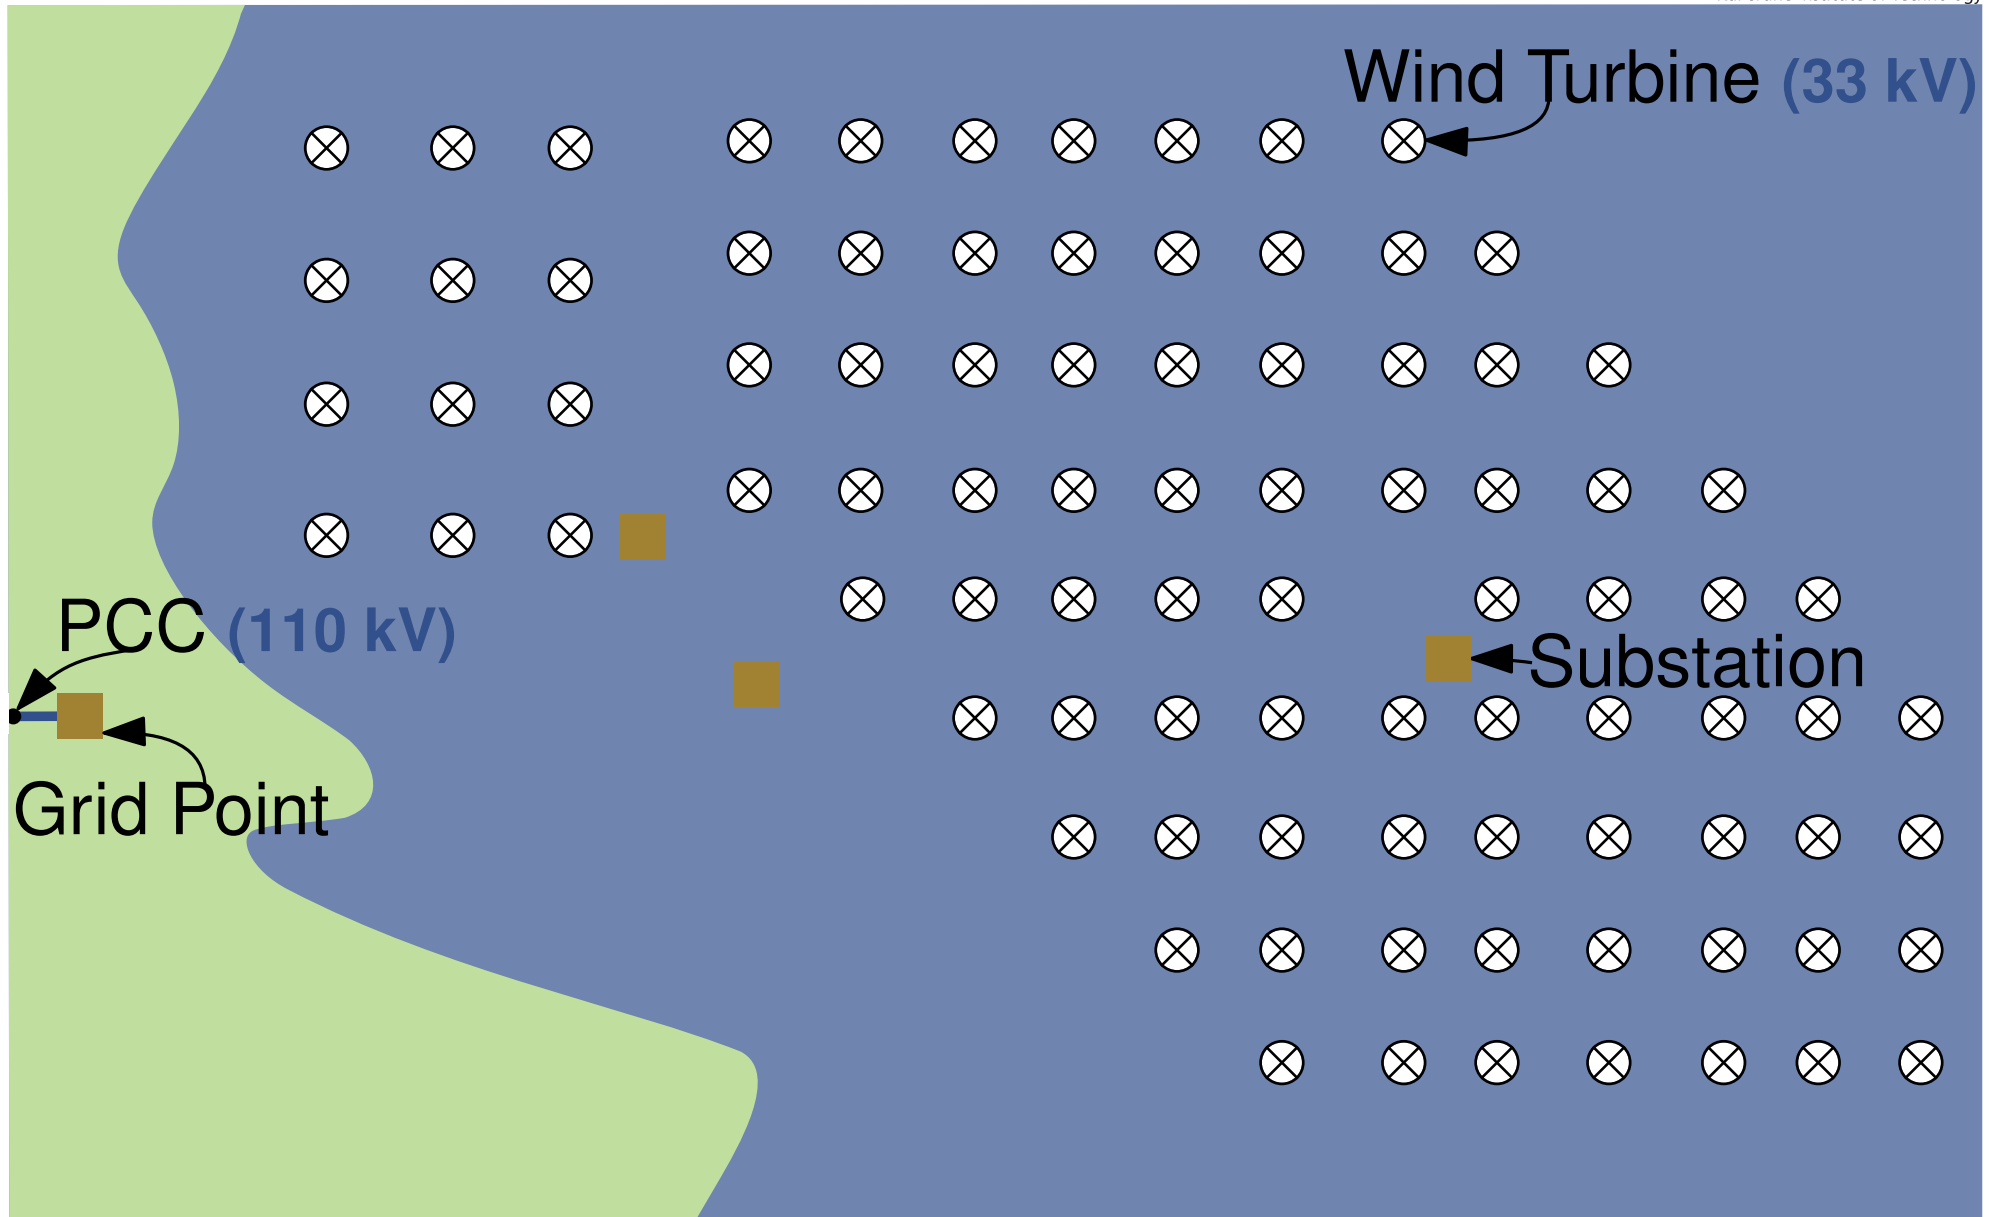 Wind Turbine (33 kV)
PCC (110 kV)
Substation
Grid Point